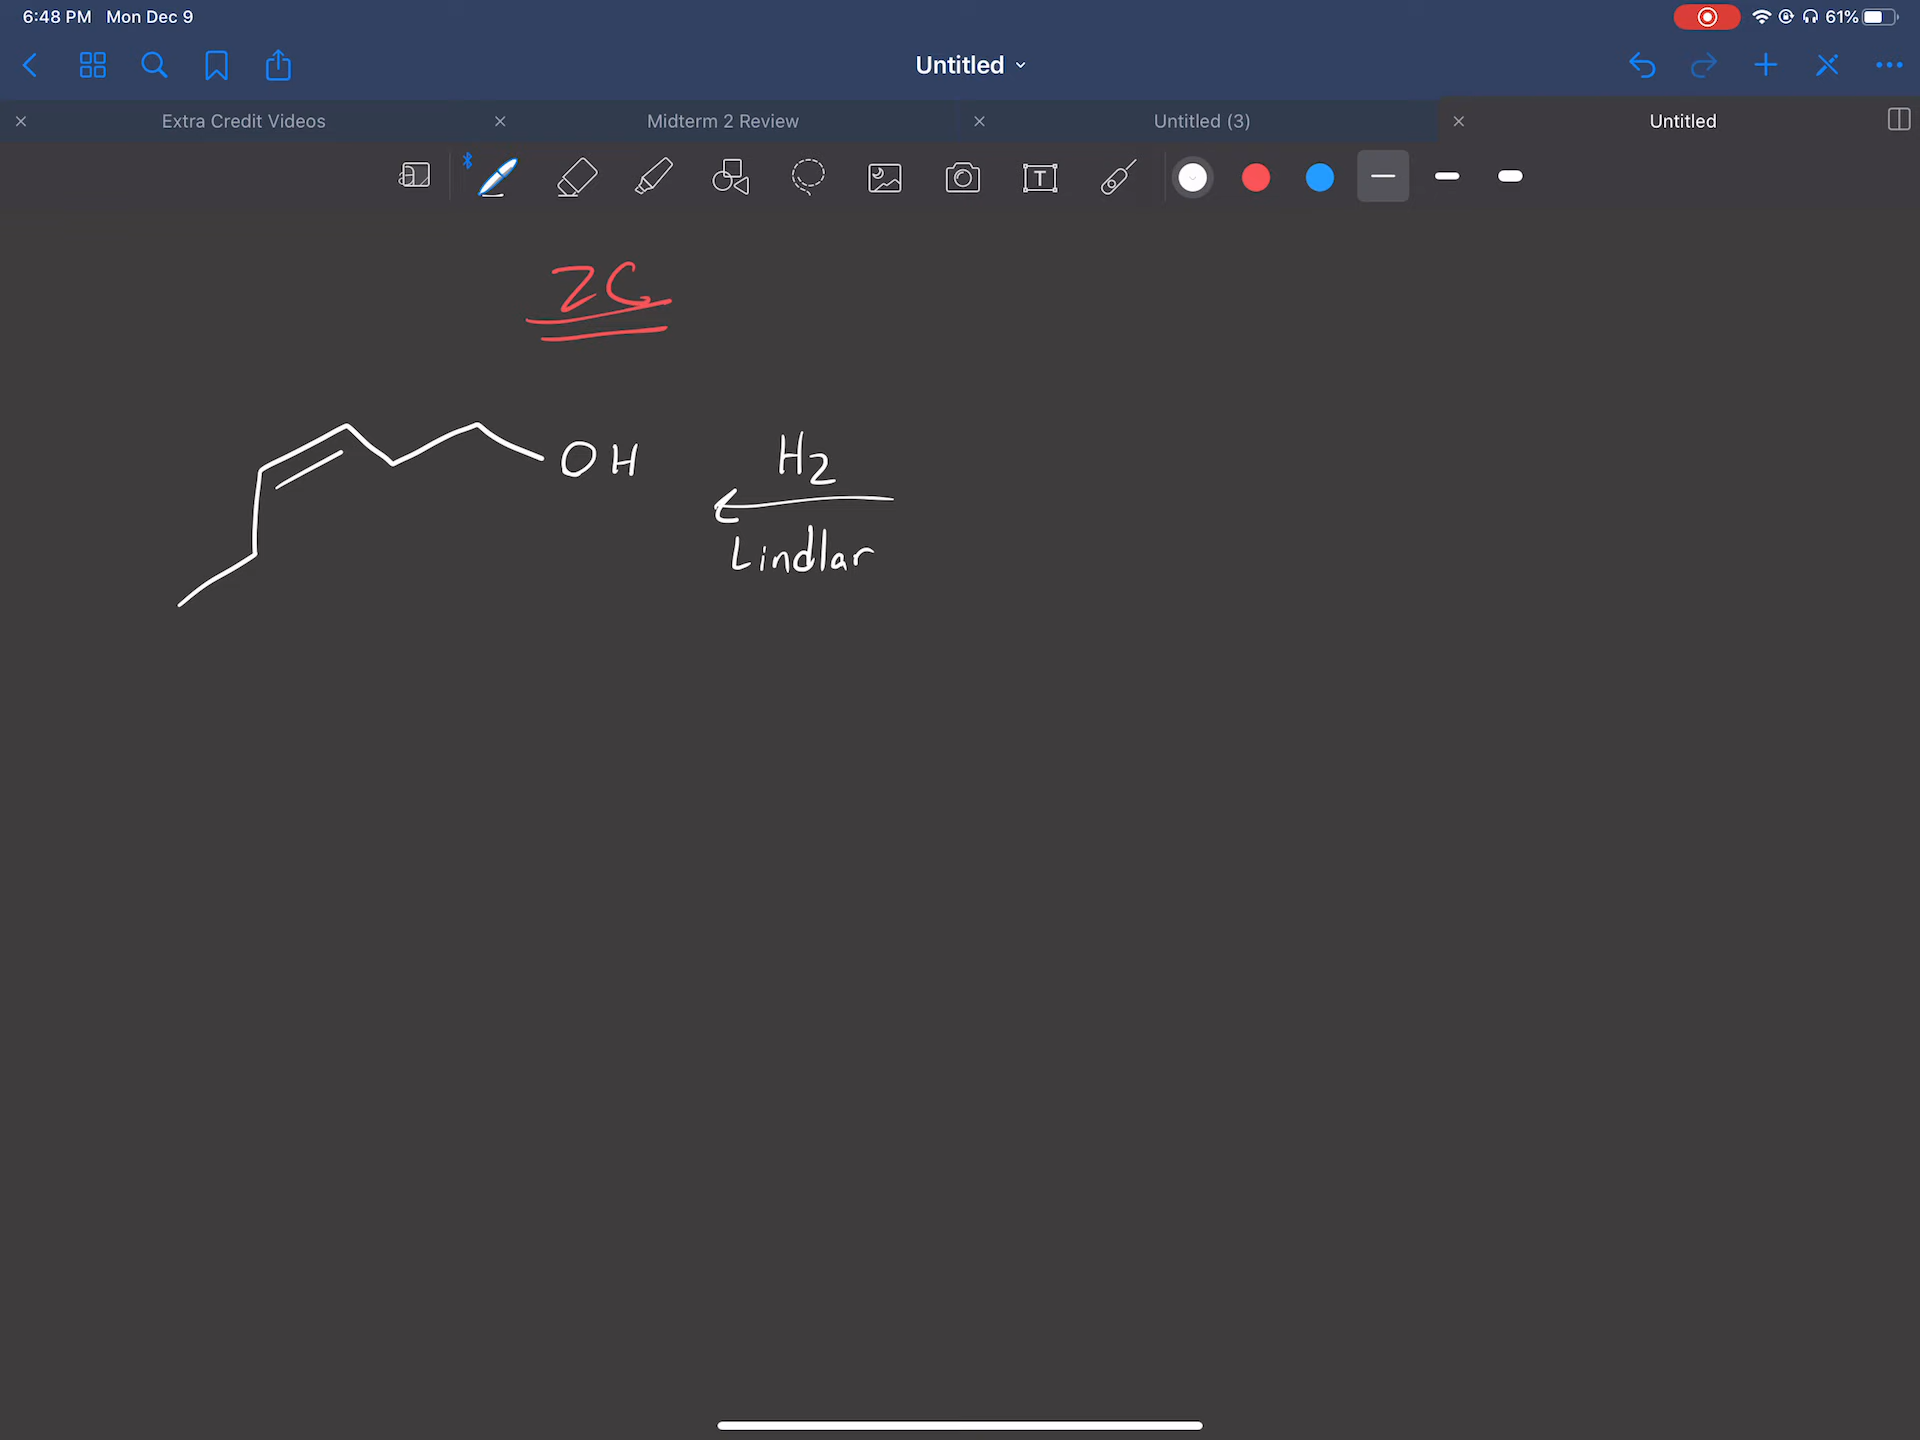 6:48 PM Mon Dec 9
61%
Untitled
Extra Credit Videos
Midterm 2 Review
Untitled (3)
Untitled
T
2C
OH
H2
Lindlar